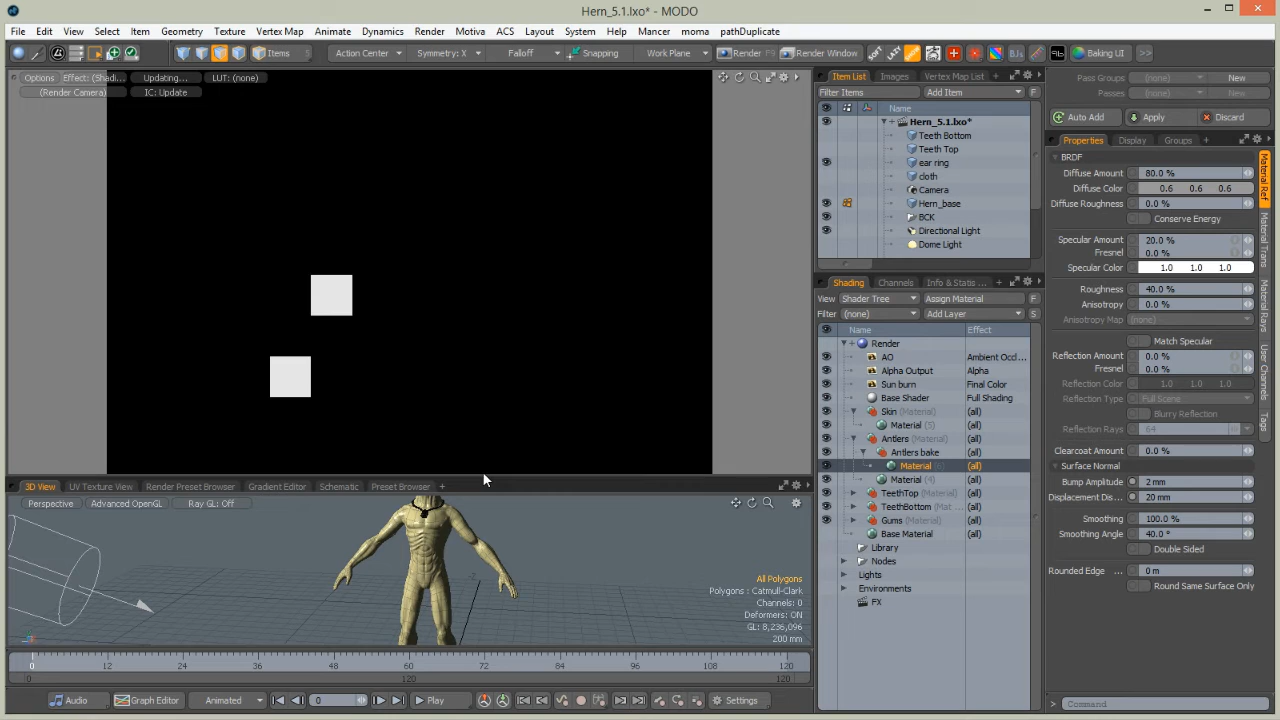 Hern_5.1.lxo* - MODO
File Edit View Select Item Geometry Texture Vertex Map Animate Dynamics Render Motiva ACS Layout System Help Mancer moma pathDuplicate
Items Action Center Symmetry: X Falloff Snapping Work Plane Render Render Window Baking UI >>
Options Effect: (Shadi... Updating... LUT: (none)
(Render Camera) IC: Update
Item List Images Vertex Map List +
Filter Items Add Item F
Name
Hern_5.1.lxo*
Teeth Bottom
Teeth Top
ear ring
cloth
Camera
Hern_base
BCK
Directional Light
Dome Light
Shading Channels Info & Statis ... +
View Shader Tree Assign Material F
Filter (none) Add Layer S
Name Effect
Render
AO Ambient Occ...
Alpha Output Alpha
Sun burn Final Color
Base Shader Full Shading
Skin (Material) (all)
Material (5) (all)
Antlers (Material) (all)
Antlers bake (all)
Material (6) (all)
Material (4) (all)
TeethTop (Material) (all)
TeethBottom (Mat ... (all)
Gums (Material) (all)
Base Material (all)
Library
Nodes
Lights
Environments
FX
Pass Groups (none) New
Passes (none) New
Auto Add Apply Discard
Properties Display Groups +
BRDF
Diffuse Amount 80.0 %
Diffuse Color 0.6 0.6 0.6
Diffuse Roughness 0.0 %
Conserve Energy
Specular Amount 20.0 %
Fresnel 0.0 %
Specular Color 1.0 1.0 1.0
Roughness 40.0 %
Anisotropy 0.0 %
Anisotropy Map (none)
Match Specular
Reflection Amount 0.0 %
Fresnel 0.0 %
Reflection Color 1.0 1.0 1.0
Reflection Type Full Scene
Blurry Reflection
Reflection Rays 64
Clearcoat Amount 0.0 %
Surface Normal
Bump Amplitude 2 mm
Displacement Dis... 20 mm
Smoothing 100.0 %
Smoothing Angle 40.0 °
Double Sided
Rounded Edge ... 0 m
Round Same Surface Only
Material Ref
Material Trans
Material Rays
User Channels
Tags
3D View UV Texture View Render Preset Browser Gradient Editor Schematic Preset Browser +
Perspective Advanced OpenGL Ray GL: Off
All Polygons
Polygons : Catmull-Clark
Channels: 0
Deformers: ON
GL: 8,236,096
200 mm
0 12 24 36 48 60 72 84 96 108 120
120 120
Audio Graph Editor Animated 0 Play Settings
Command